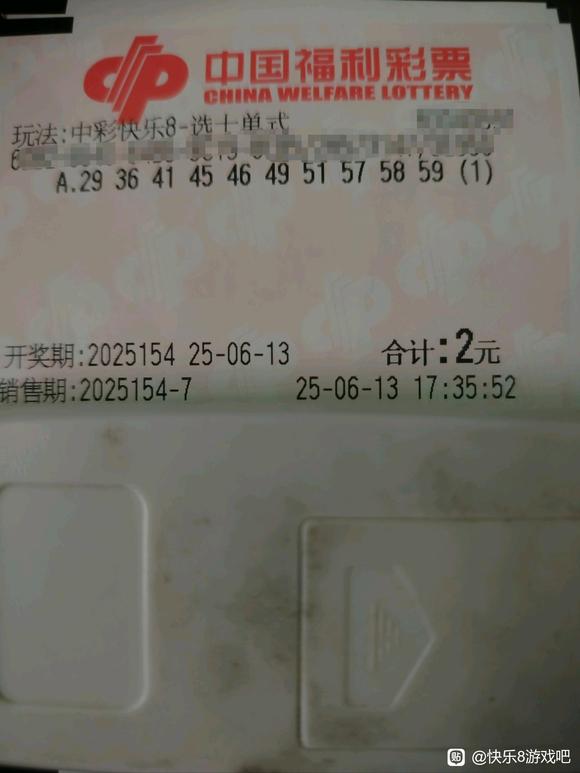 中国福利彩票
CHINA WELFARE LOTTERY
玩法:中彩快乐8-选十单式
A.29 36 41 45 46 49 51 57 58 59 (1)
开奖期:2025154 25-06-13 合计:2元
销售期:2025154-7 25-06-13 17:35:52
贴 @快乐8游戏吧